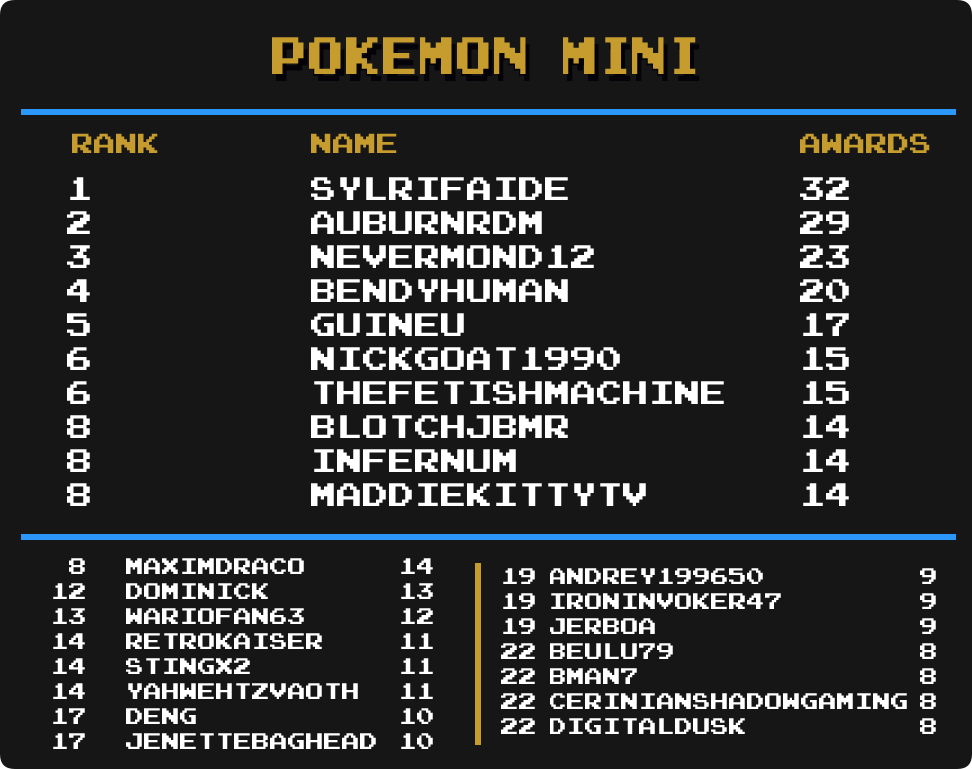 POKEMON MINI
RANK NAME AWARDS
1 SYLRIFAIDE 32
2 AUBURNRDM 29
3 NEVERMOND12 23
4 BENDYHUMAN 20
5 GUINEU 17
6 NICKGOAT1990 15
6 THEFETISHMACHINE 15
8 BLOTCHJBMR 14
8 INFERNUM 14
8 MADDIEKITTYTV 14
8 MAXIMDRACO 14
12 DOMINICK 13
13 WARIOFAN63 12
14 RETROKAISER 11
14 STINGX2 11
14 YAHWEHTZVAOTH 11
17 DENG 10
17 JENETTEBAGHEAD 10
19 ANDREY199650 9
19 IRONINVOKER47 9
19 JERBOA 9
22 BEULU79 8
22 BMAN7 8
22 CERINIANSHADOWGAMING 8
22 DIGITALDUSK 8